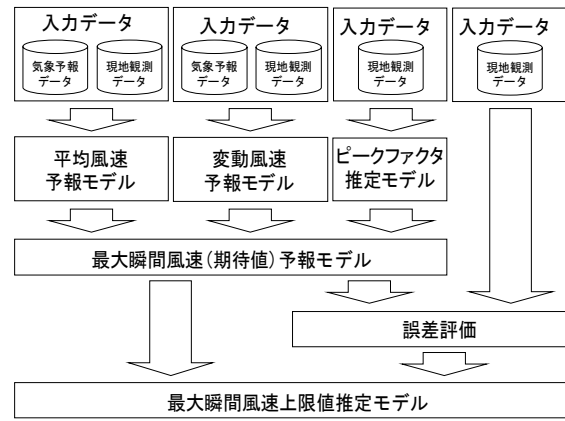 入力データ
気象予報
データ
現地観測
データ
入力データ
気象予報
データ
現地観測
データ
入力データ
現地観測
データ
入力データ
現地観測
データ
平均風速
予報モデル
変動風速
予報モデル
ピークファクタ
推定モデル
最大瞬間風速(期待値)予報モデル
誤差評価
最大瞬間風速上限値推定モデル